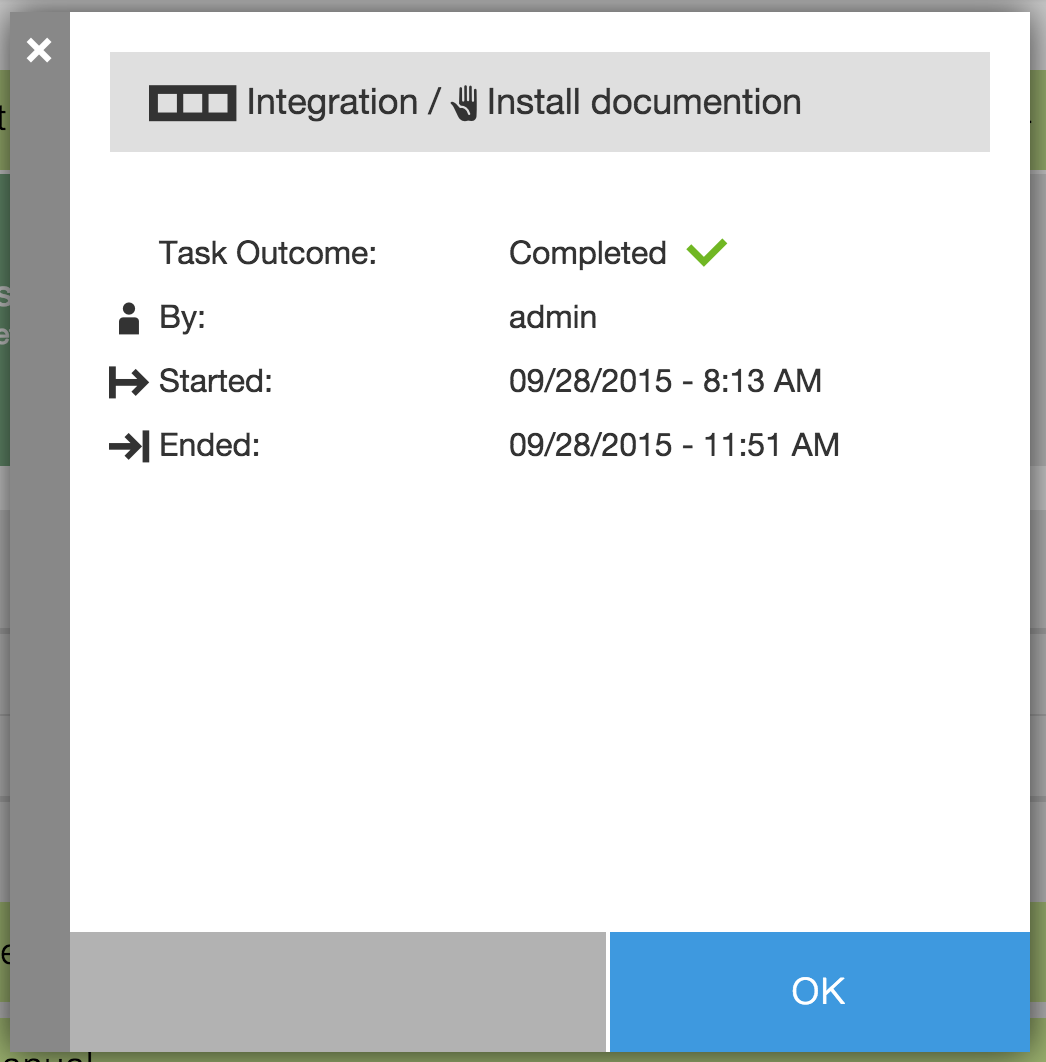 Integration / Install documention
Task Outcome: Completed
By: admin
Started: 09/28/2015 - 8:13 AM
Ended: 09/28/2015 - 11:51 AM
OK